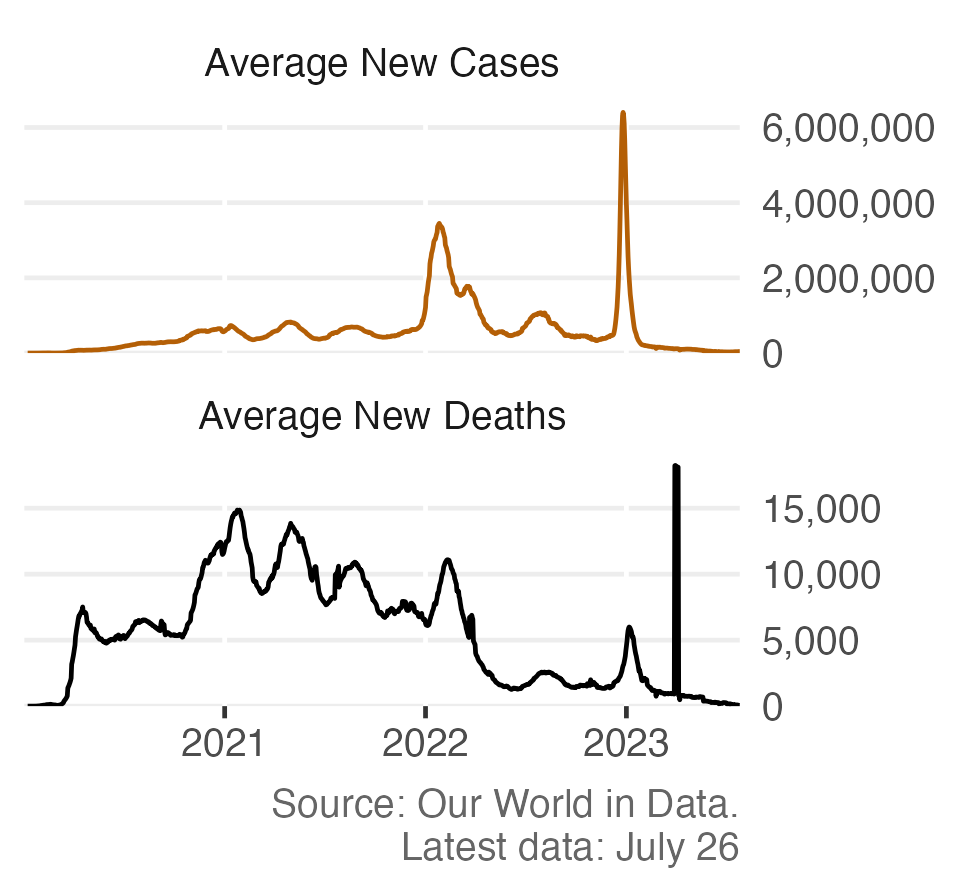 Average New Cases
6,000,000
4,000,000
2,000,000
0
Average New Deaths
15,000
10,000
5,000
0
2021 2022 2023
Source: Our World in Data.
Latest data: July 26